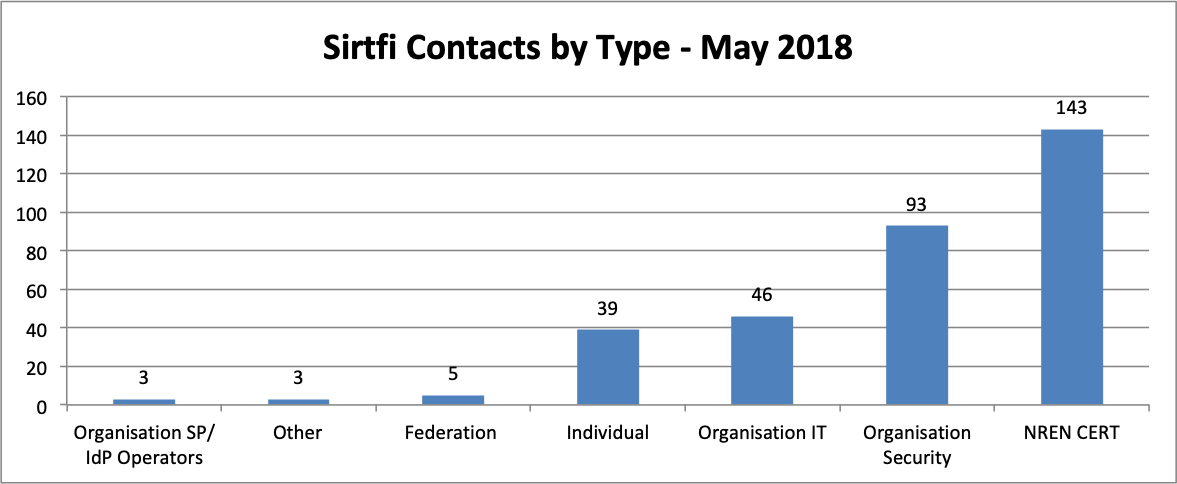 Sirtfi Contacts by Type - May 2018
160
140
120
100
80
60
40
20
0
3
3
5
39
46
93
143
Organisation SP/
IdP Operators
Other
Federation
Individual
Organisation IT
Organisation
Security
NREN CERT